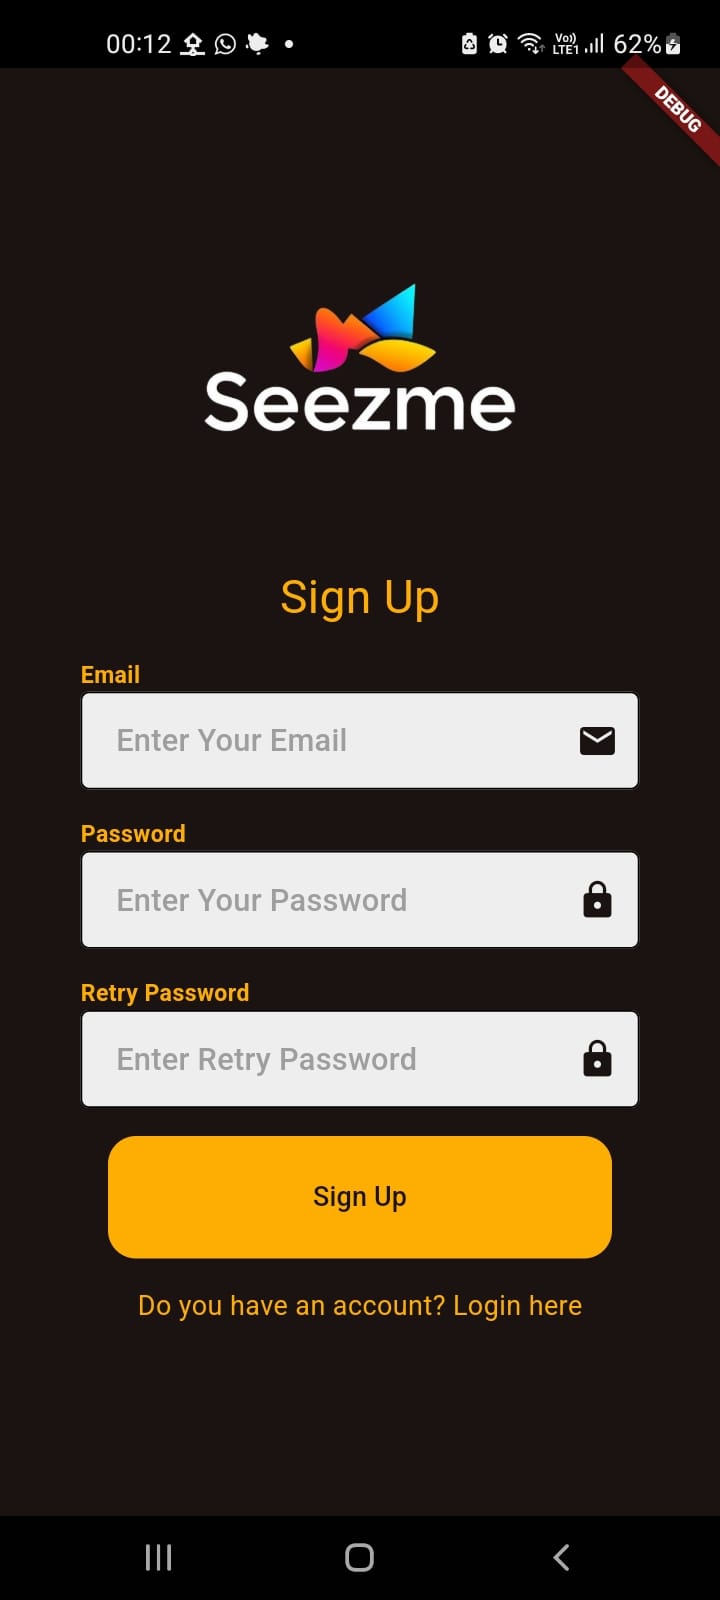 00:12
Vo)) LTE1 62%
DEBUG
Seezme
Sign Up
Email
Enter Your Email
Password
Enter Your Password
Retry Password
Enter Retry Password
Sign Up
Do you have an account? Login here